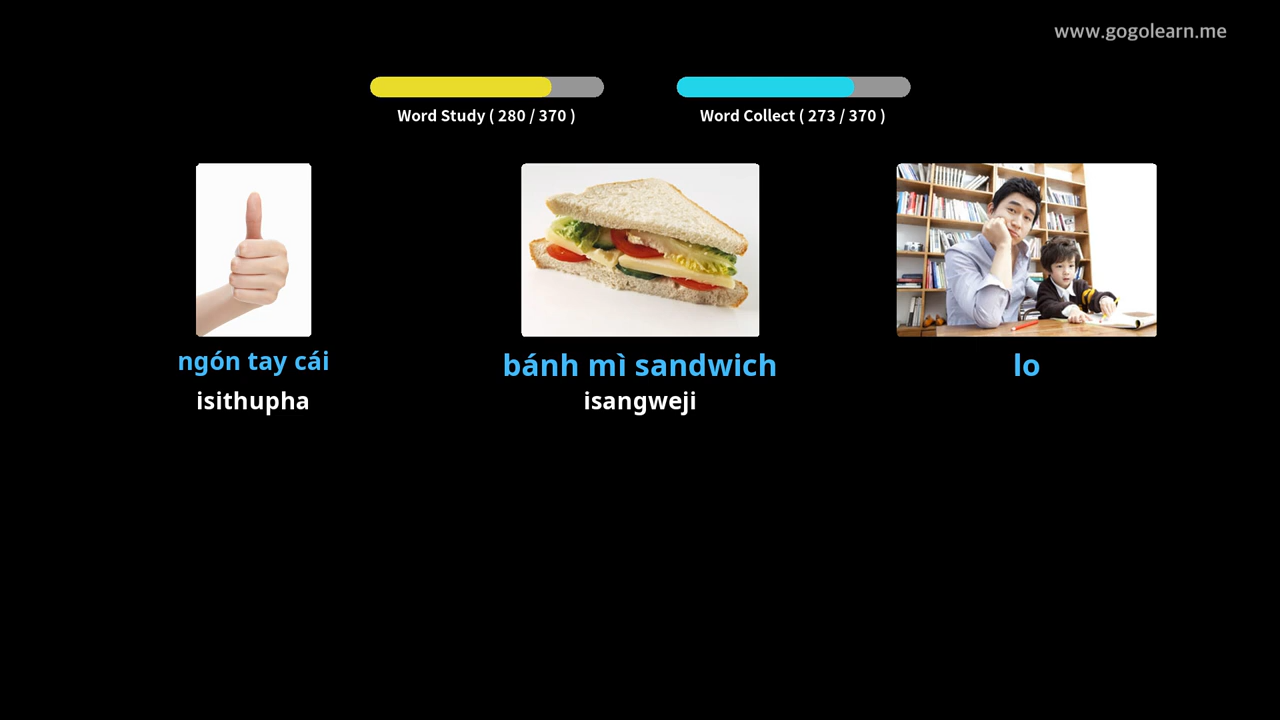 www.gogolearn.me
Word Study ( 280 / 370 )
Word Collect ( 273 / 370 )
ngón tay cái
isithupha
bánh mì sandwich
isangweji
lo